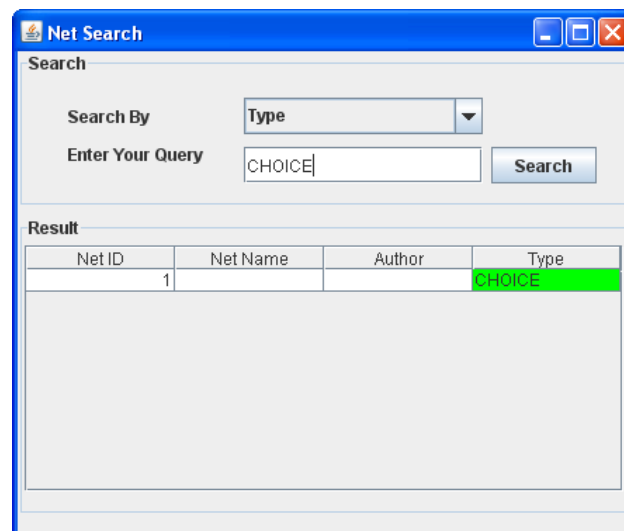 Net Search
Search
Search By
Type
Enter Your Query
CHOICE
Search
Result
Net ID Net Name Author Type
1 CHOICE